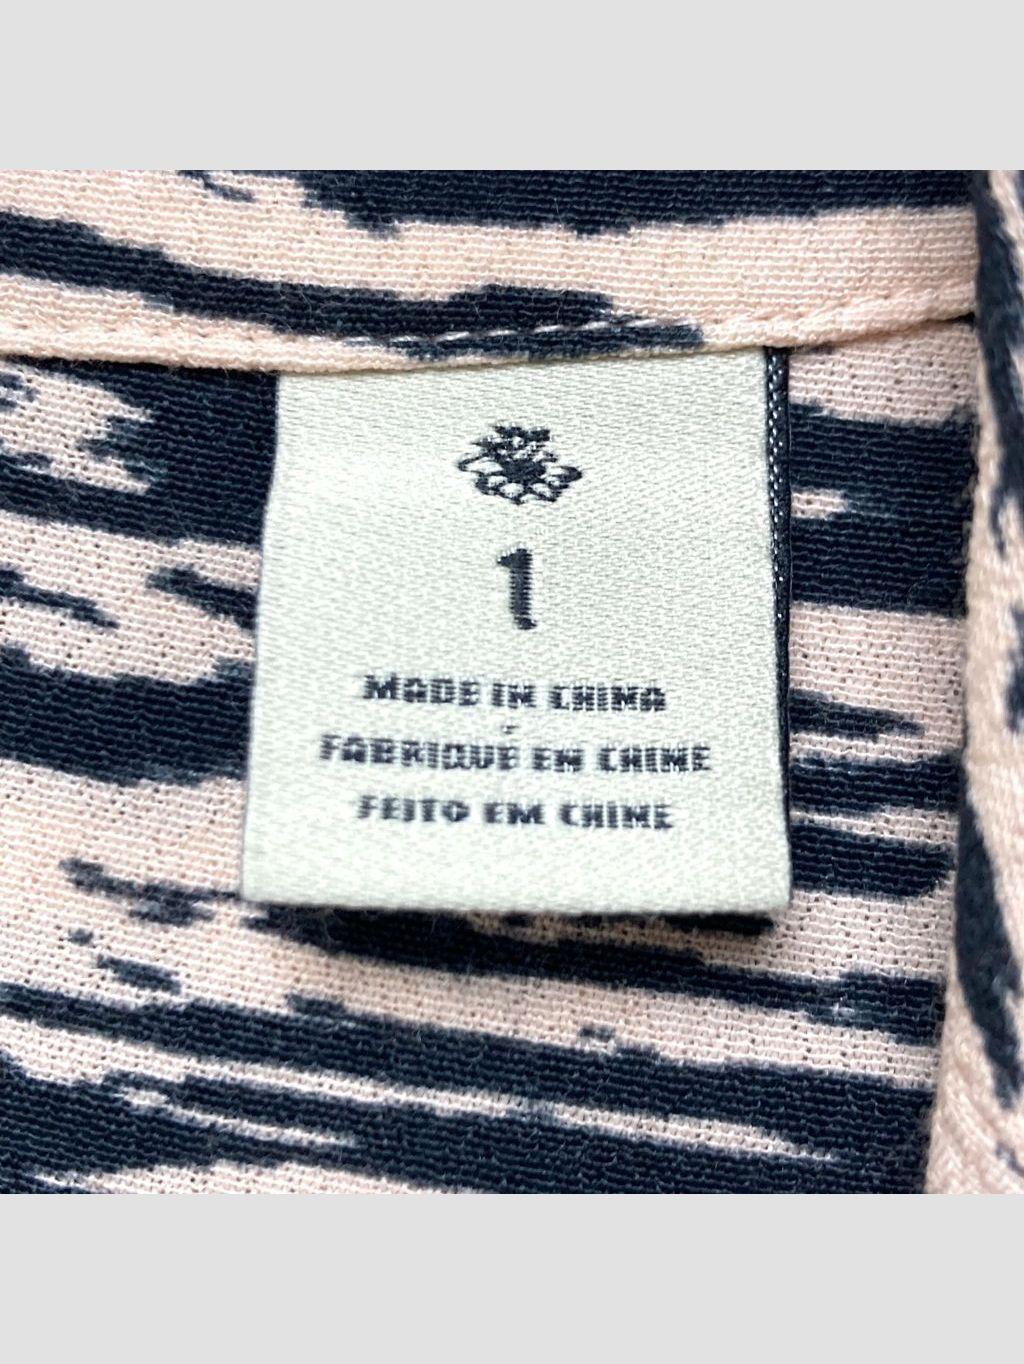 1
MADE IN CHINA
FABRIQUÉ EN CHINE
FEITO EM CHINE